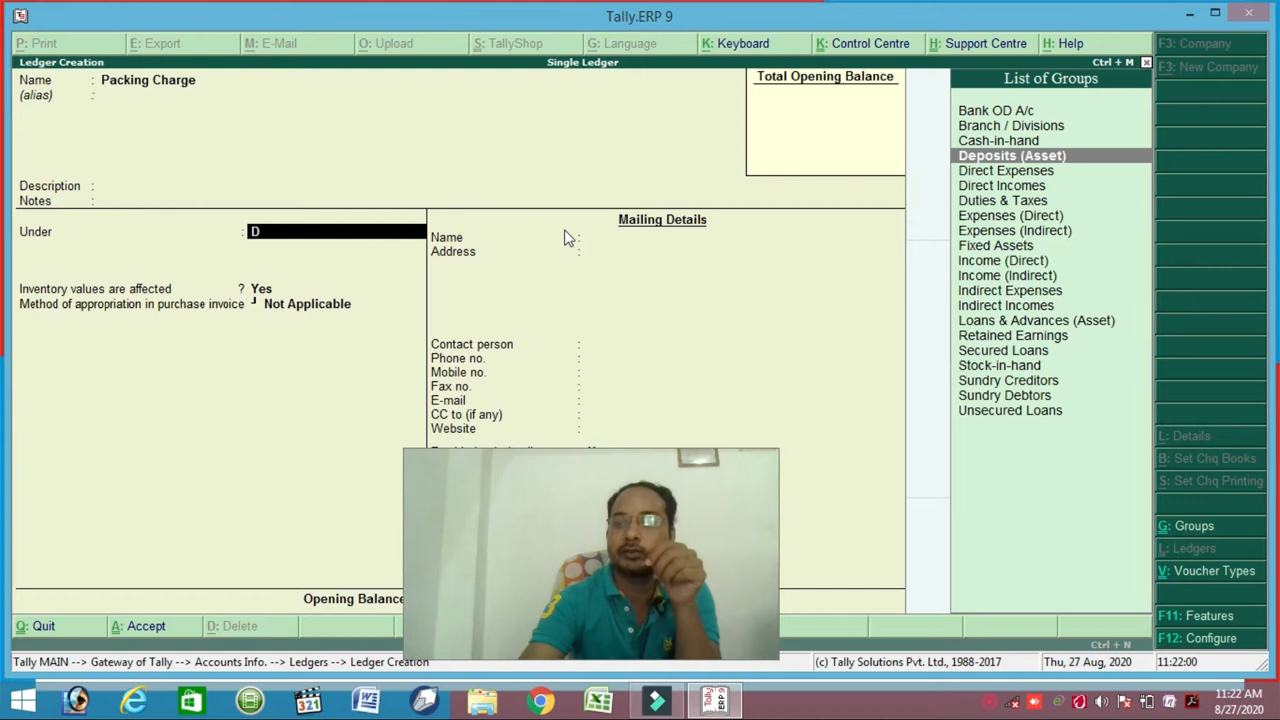 Tally.ERP 9
P: Print
E: Export
M: E-Mail
O: Upload
S: TallyShop
G: Language
K: Keyboard
K: Control Centre
H: Support Centre
H: Help
F3: Company
F3: New Company
Ledger Creation
Single Ledger
Ctrl + M
Name : Packing Charge
(alias) :
Total Opening Balance
Description :
Notes :
Under : D
Inventory values are affected ? Yes
Method of appropriation in purchase invoice Not Applicable
Mailing Details
Name :
Address :
Contact person :
Phone no. :
Mobile no. :
Fax no. :
E-mail :
CC to (if any) :
Website :
Opening Balance
List of Groups
Bank OD A/c
Branch / Divisions
Cash-in-hand
Deposits (Asset)
Direct Expenses
Direct Incomes
Duties & Taxes
Expenses (Direct)
Expenses (Indirect)
Fixed Assets
Income (Direct)
Income (Indirect)
Indirect Expenses
Indirect Incomes
Loans & Advances (Asset)
Retained Earnings
Secured Loans
Stock-in-hand
Sundry Creditors
Sundry Debtors
Unsecured Loans
L: Details
B: Set Chq Books
S: Set Chq Printing
G: Groups
L: Ledgers
V: Voucher Types
F11: Features
F12: Configure
Q: Quit
A: Accept
D: Delete
Ctrl + N
Tally MAIN --> Gateway of Tally --> Accounts Info. --> Ledgers --> Ledger Creation
(c) Tally Solutions Pvt. Ltd., 1988-2017
Thu, 27 Aug, 2020
11:22:00
321
ERP 9
11:22 AM
8/27/2020